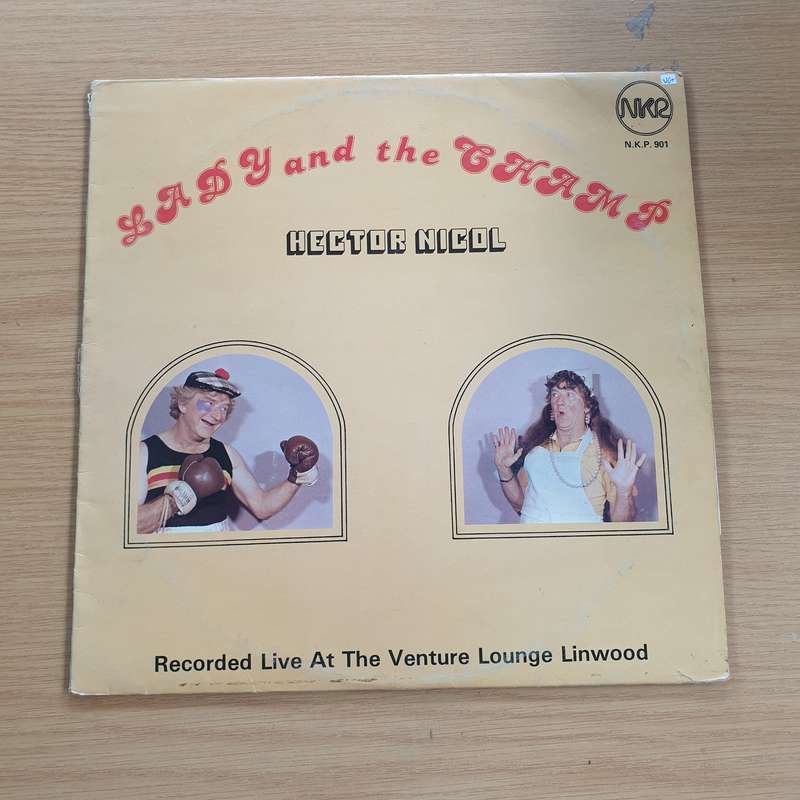 NKR
N.K.P. 901
LADY and the CHAMP
HECTOR NICOL
Recorded Live At The Venture Lounge Linwood